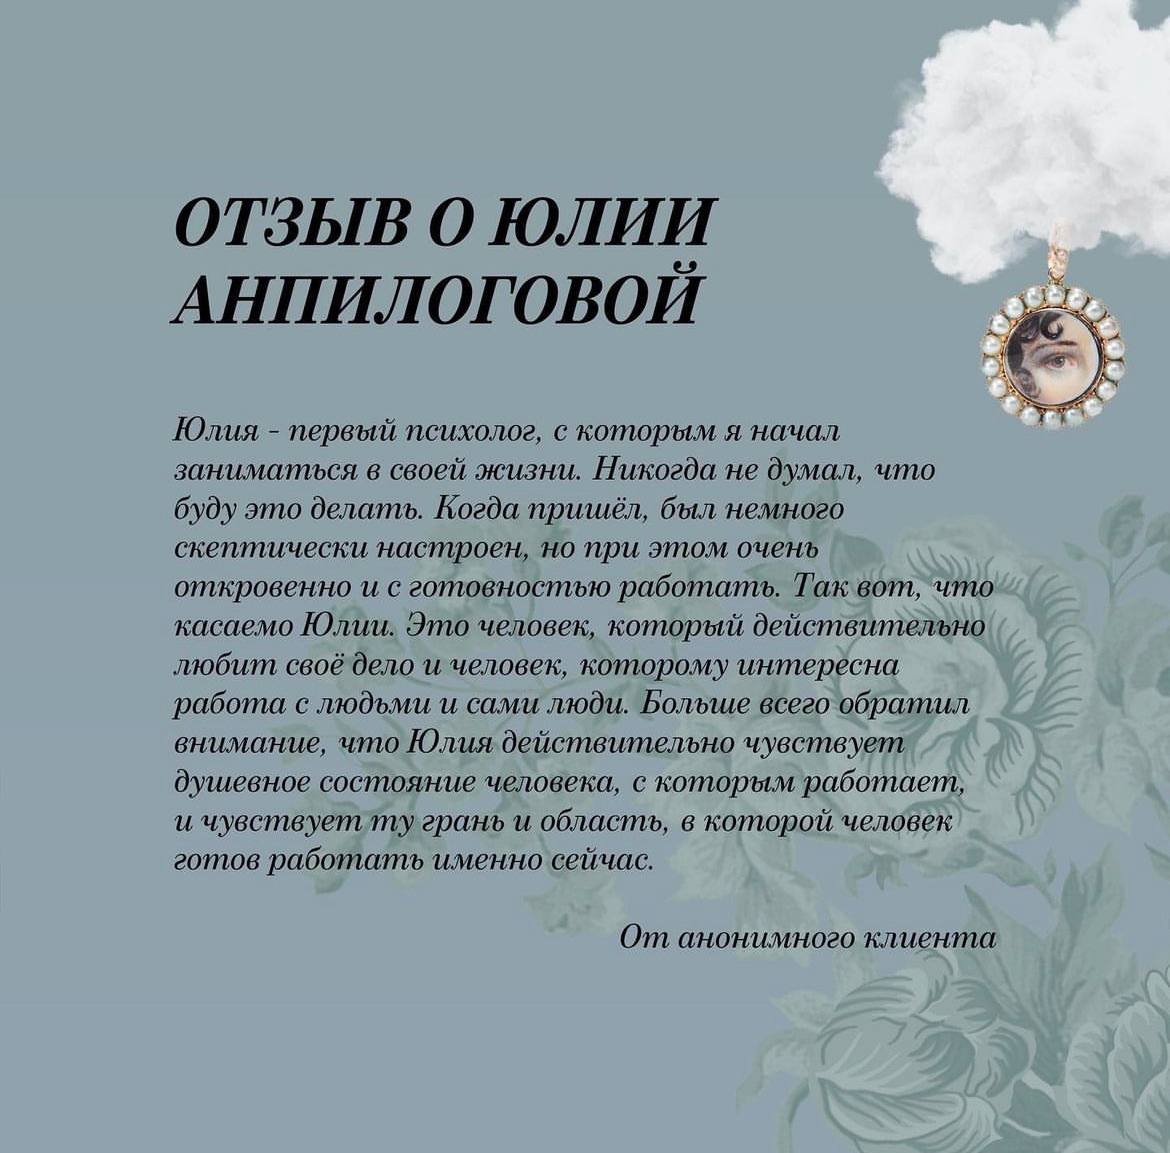 ОТЗЫВ О ЮЛИИ
АНПИЛОГОВОЙ
Юлия - первый психолог, с которым я начал
заниматься в своей жизни. Никогда не думал, что
буду это делать. Когда пришёл, был немного
скептически настроен, но при этом очень
откровенно и с готовностью работать. Так вот, что
касаемо Юлии. Это человек, который действительно
любит своё дело и человек, которому интересна
работа с людьми и сами люди. Больше всего обратил
внимание, что Юлия действительно чувствует
душевное состояние человека, с которым работает,
и чувствует ту грань и область, в которой человек
готов работать именно сейчас.
От анонимного клиента